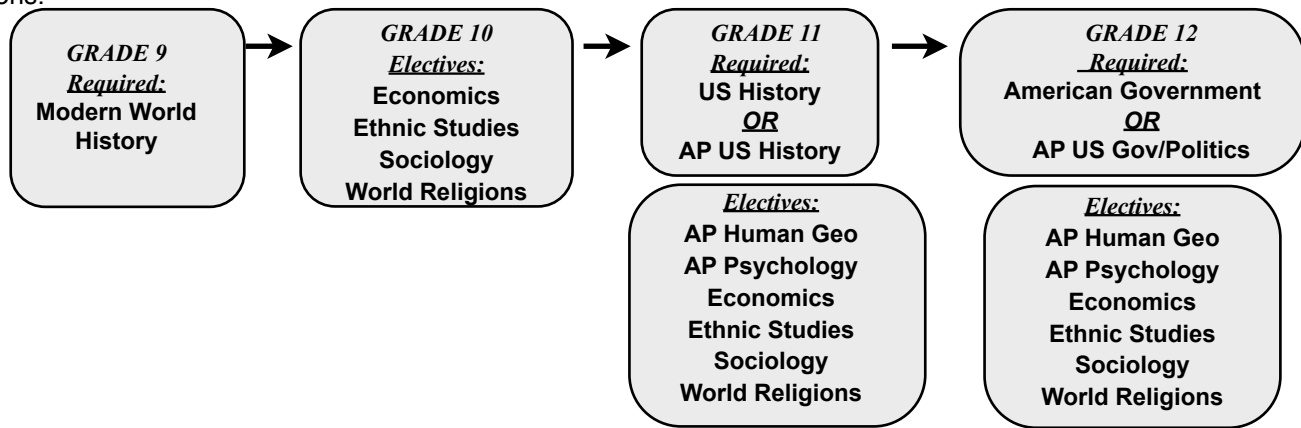 ons.
GRADE 9
Required:
Modern World
History
GRADE 10
Electives:
Economics
Ethnic Studies
Sociology
World Religions
GRADE 11
Required:
US History
OR
AP US History
Electives:
AP Human Geo
AP Psychology
Economics
Ethnic Studies
Sociology
World Religions
GRADE 12
Required:
American Government
OR
AP US Gov/Politics
Electives:
AP Human Geo
AP Psychology
Economics
Ethnic Studies
Sociology
World Religions